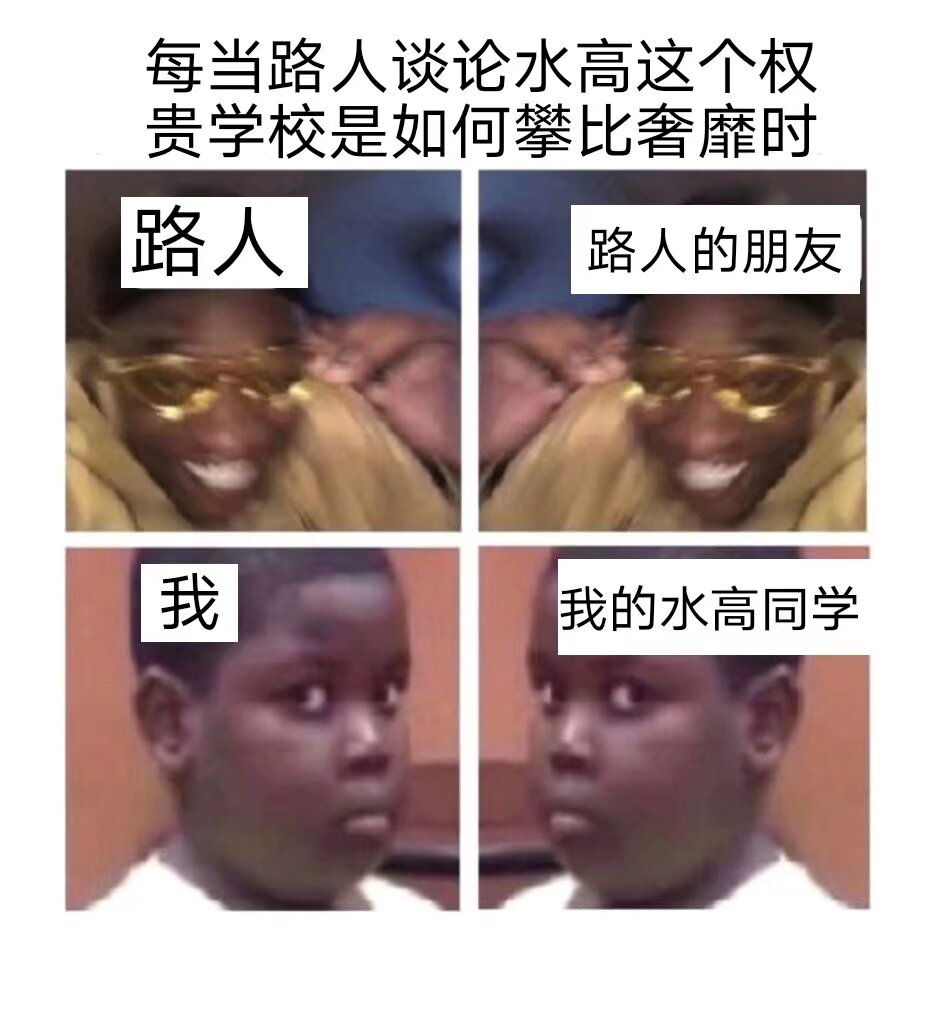 每当路人谈论水高这个权
贵学校是如何攀比奢靡时
路人
路人的朋友
我
我的水高同学